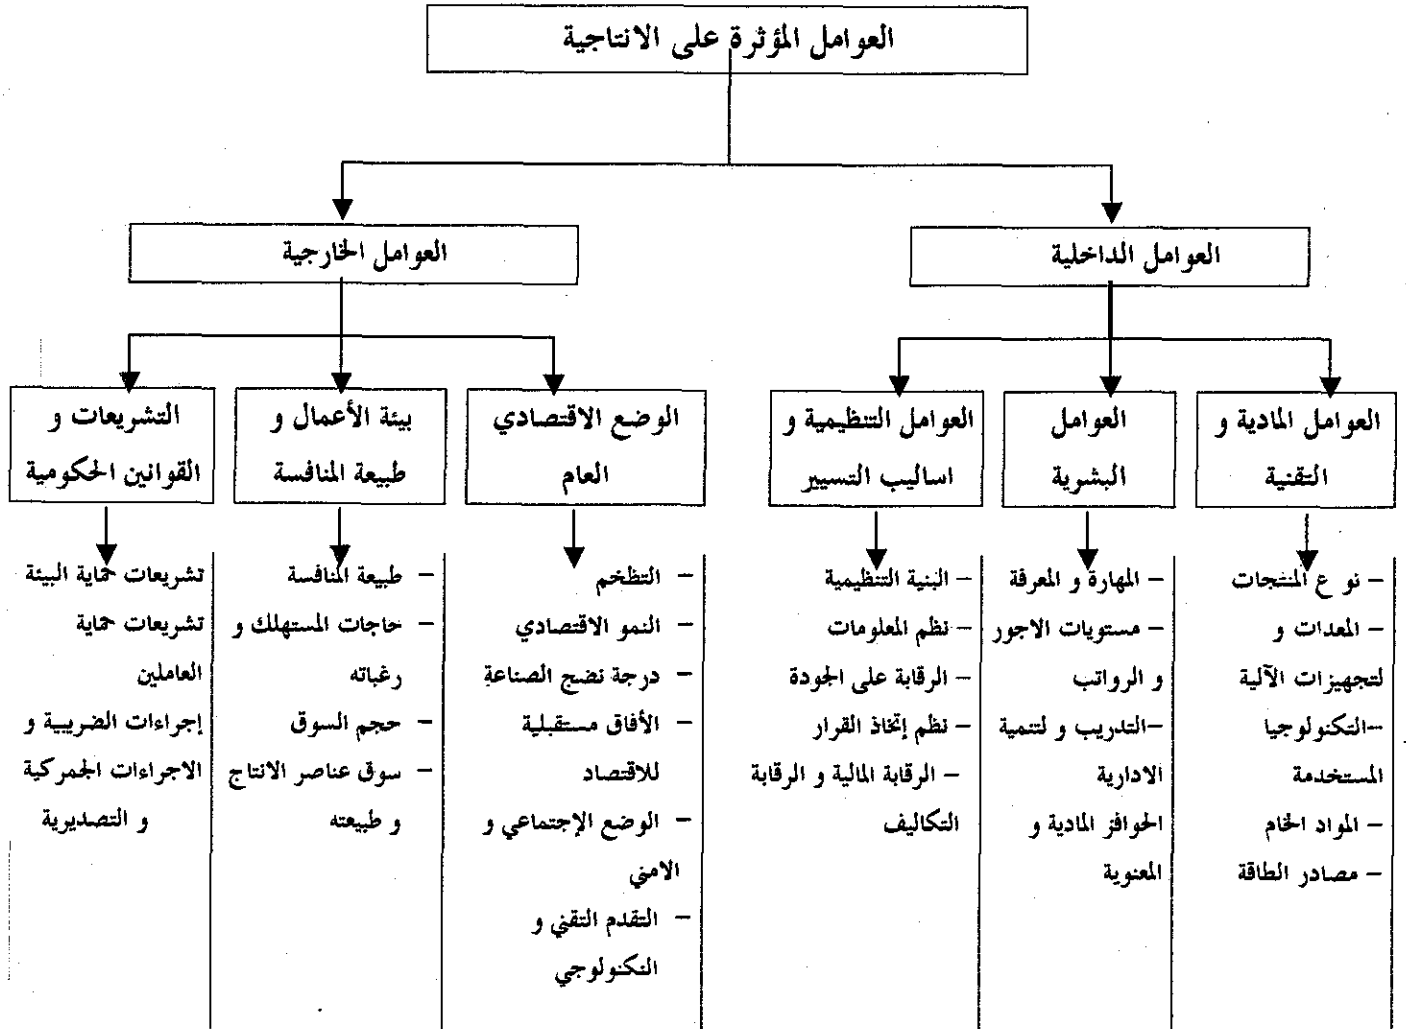 العوامل المؤثرة على الانتاجية
العوامل الداخلية
العوامل الخارجية
العوامل المادية و
التقنية
العوامل
البشرية
العوامل التنظيمية و
اساليب التسيير
الوضع الاقتصادي
العام
بيئة الأعمال و
طبيعة المنافسة
التشريعات و
القوانين الحكومية
– نوع المنتجات
– المعدات و
لتجهيزات الآلية
–التكنولوجيا
المستخدمة
– المواد الخام
– مصادر الطاقة
– المهارة و المعرفة
– مستويات الاجور
و الرواتب
–التدريب و لتنمية
الادارية
الحوافز المادية و
المعنوية
– البنية التنظيمية
– نظم المعلومات
– الرقابة على الجودة
– نظم إتخاذ القرار
– الرقابة المالية و الرقابة
التكاليف
– التظخم
– النمو الاقتصادي
– درجة نضج الصناعة
– الأفاق مستقبلية
للاقتصاد
– الوضع الإجتماعي و
الامني
– التقدم التقني و
التكنولوجي
– طبيعة المنافسة
– حاجات المستهلك و
رغباته
– حجم السوق
– سوق عناصر الانتاج
و طبيعته
تشريعات حماية البيئة
تشريعات حماية
العاملين
إجراءات الضريبية و
الاجراءات الجمركية
و التصديرية